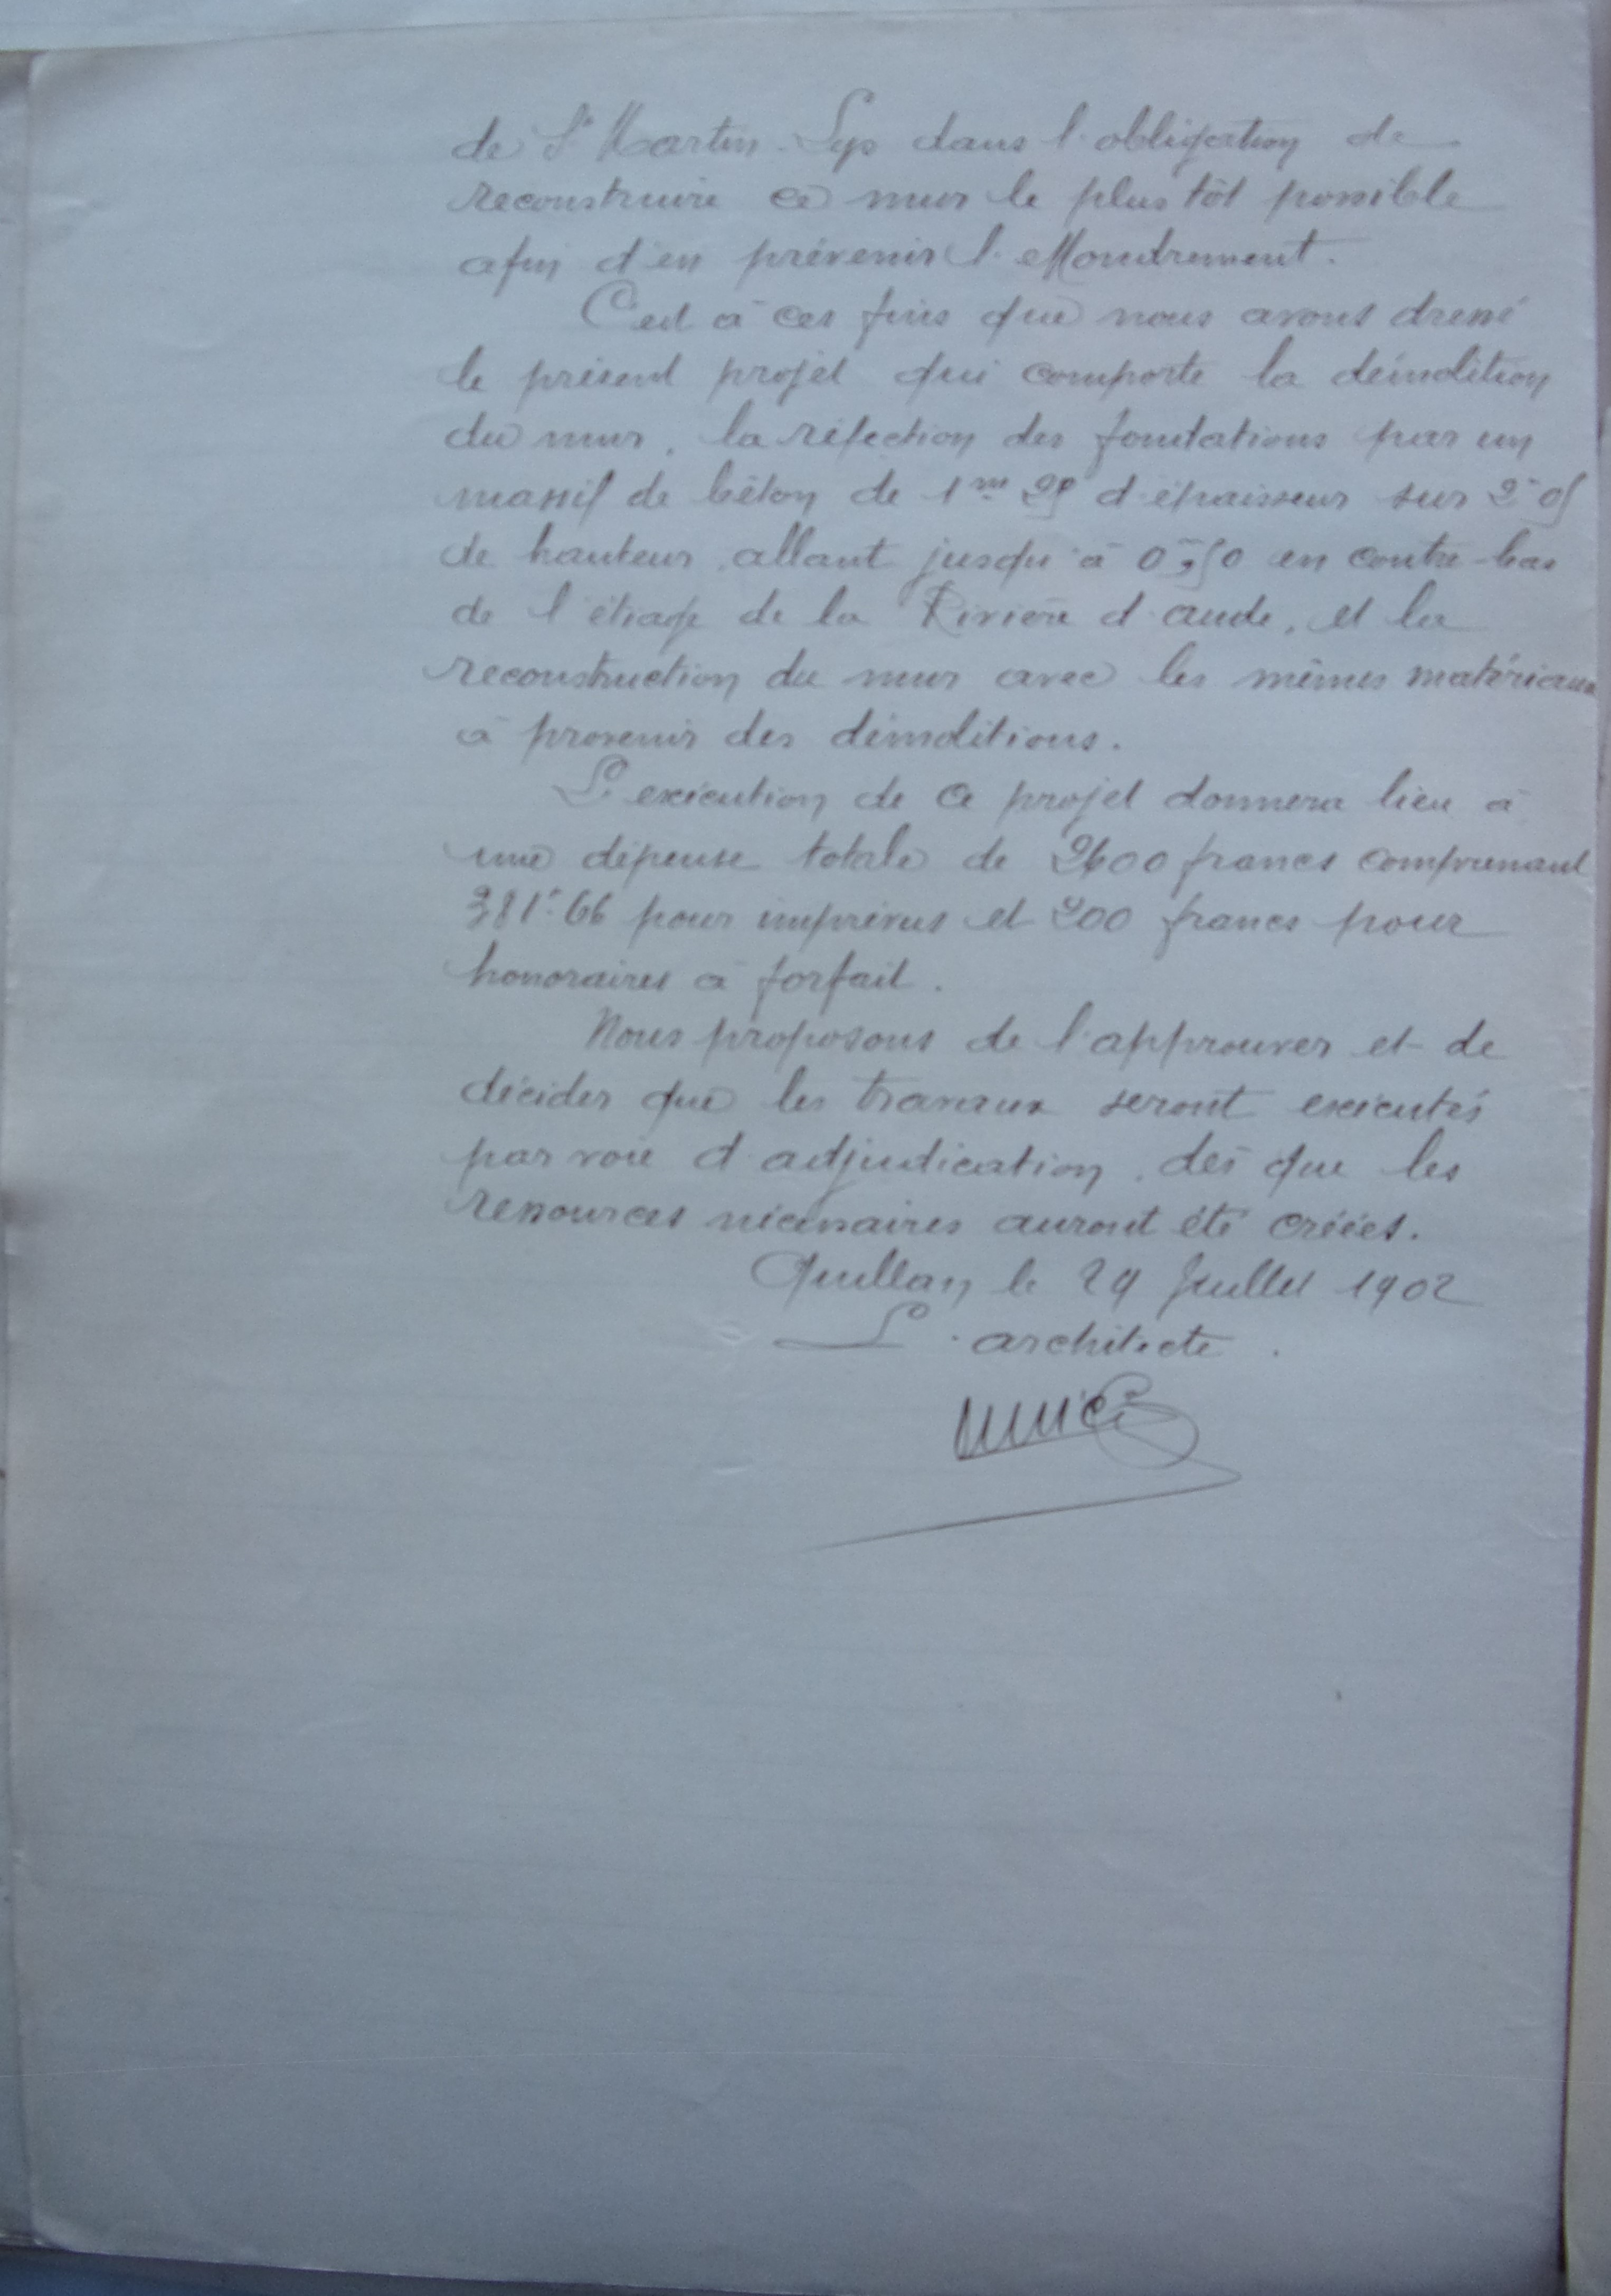 de St Martin-Lys dans l'obligation de
reconstruire ce mur le plus tôt possible
afin d'en prévenir l'effondrement.
C'est à ces fins que nous avons dressé
le présent projet qui comporte la démolition
du mur, la réfection des fondations par un
massif de béton de 1m 25 d'épaisseur sur 2m 05
de hauteur allant jusqu'à 0m,50 en contre-bas
de l'étiage de la Rivière d'aude, et la
reconstruction du mur avec les mêmes matériaux
à provenir des démolitions.
L'exécution de ce projet donnera lieu à
une dépense totale de 2600 francs comprenant
281f.66 pour imprévus et 200 francs pour
honoraires à forfait.
Nous proposons de l'approuver et de
décider que les travaux seront exécutés
par voie d'adjudication, dès que les
ressources nécessaires auront été créées.
Quillan, le 29 Juillet 1902
L'architecte.